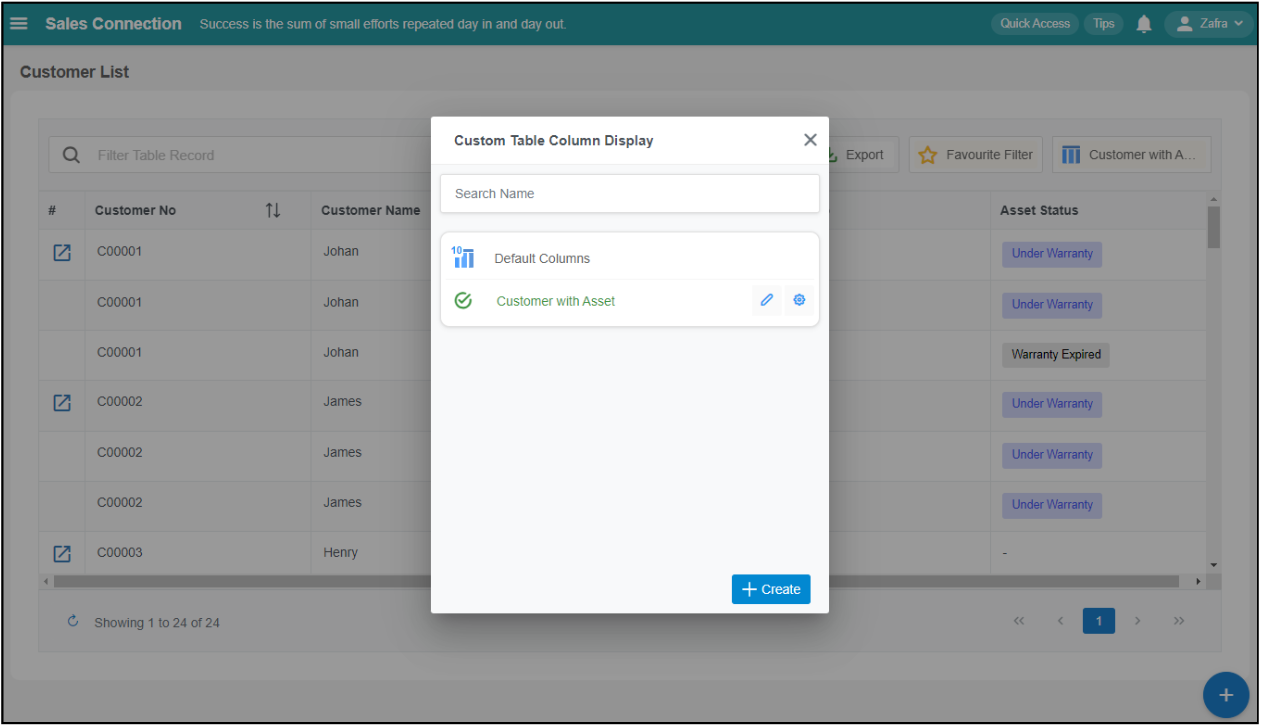 Sales Connection Success is the sum of small efforts repeated day in and day out. Quick Access Tips Zafra
Customer List
Custom Table Column Display
Filter Table Record Export Favourite Filter Customer with A...
Search Name
# Customer No Customer Name Asset Status
C00001 Johan Under Warranty
10 Default Columns
C00001 Johan Under Warranty
Customer with Asset
C00001 Johan Warranty Expired
C00002 James Under Warranty
C00002 James Under Warranty
C00002 James Under Warranty
C00003 Henry -
+ Create
Showing 1 to 24 of 24 << < 1 > >>
+